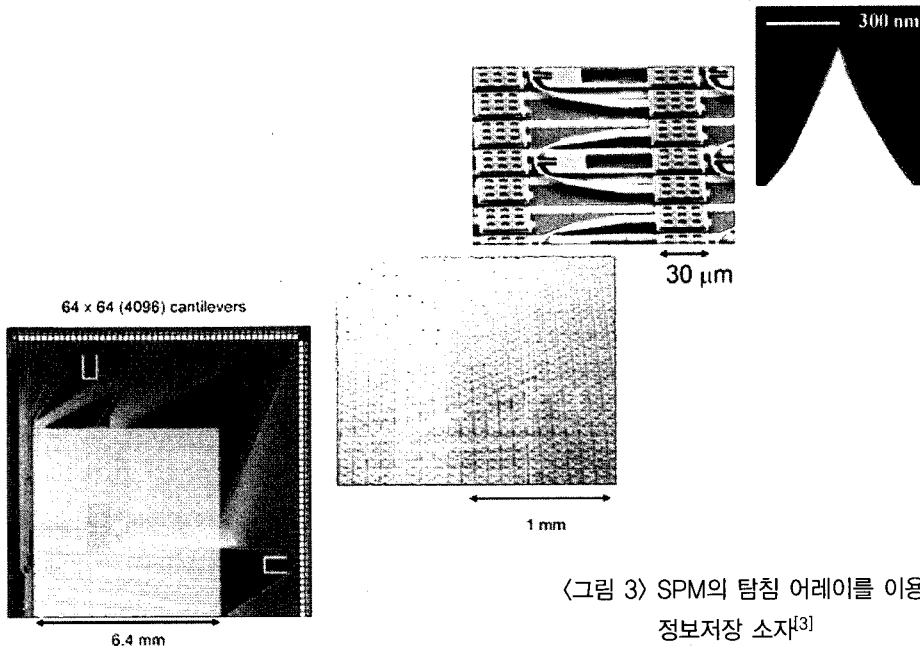 300 nm
30 μm
64 x 64 (4096) cantilevers
1 mm
6.4 mm
〈그림 3〉 SPM의 탐침 어레이를 이용
정보저장 소자[3]